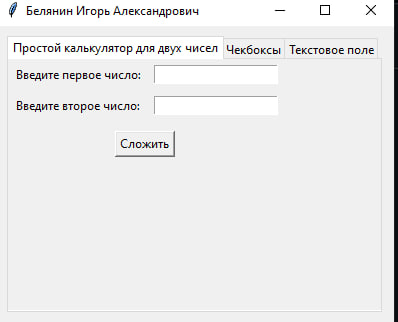 Белянин Игорь Александрович
Простой калькулятор для двух чисел Чекбоксы Текстовое поле
Введите первое число:
Введите второе число:
Сложить